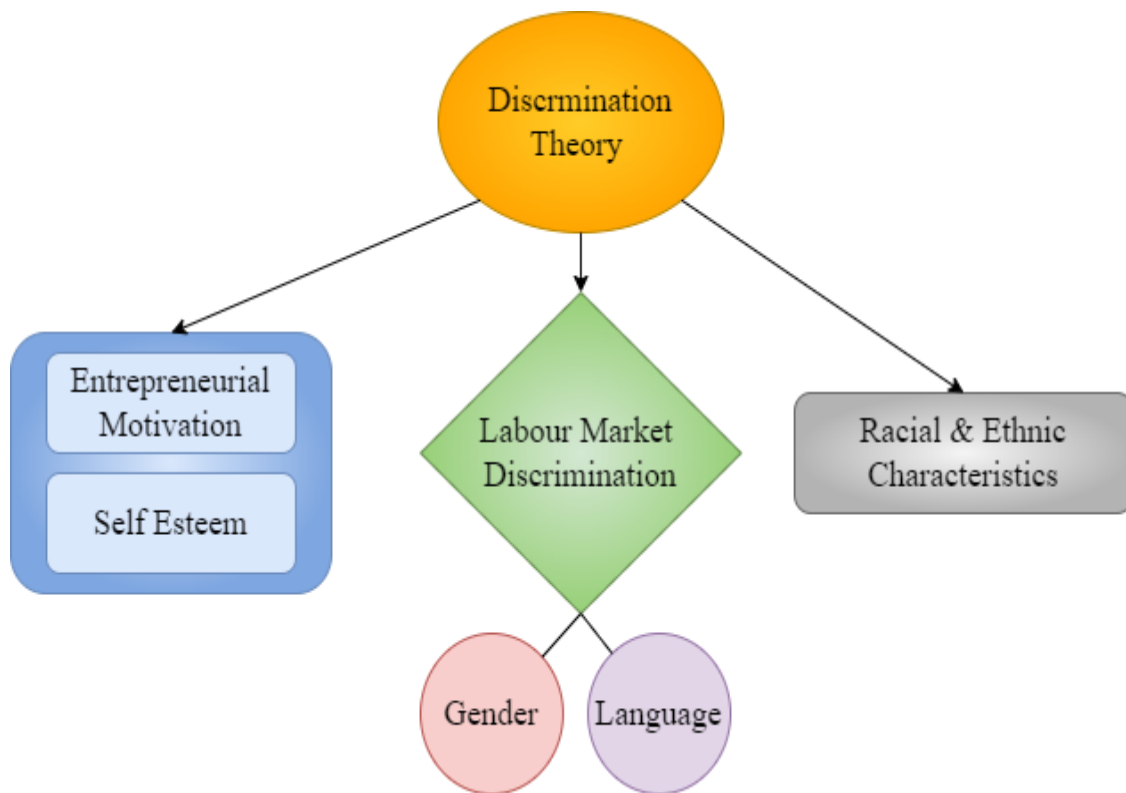 Discrmination
Theory
Entrepreneurial
Motivation
Self Esteem
Labour Market
Discrimination
Racial & Ethnic
Characteristics
Gender
Language